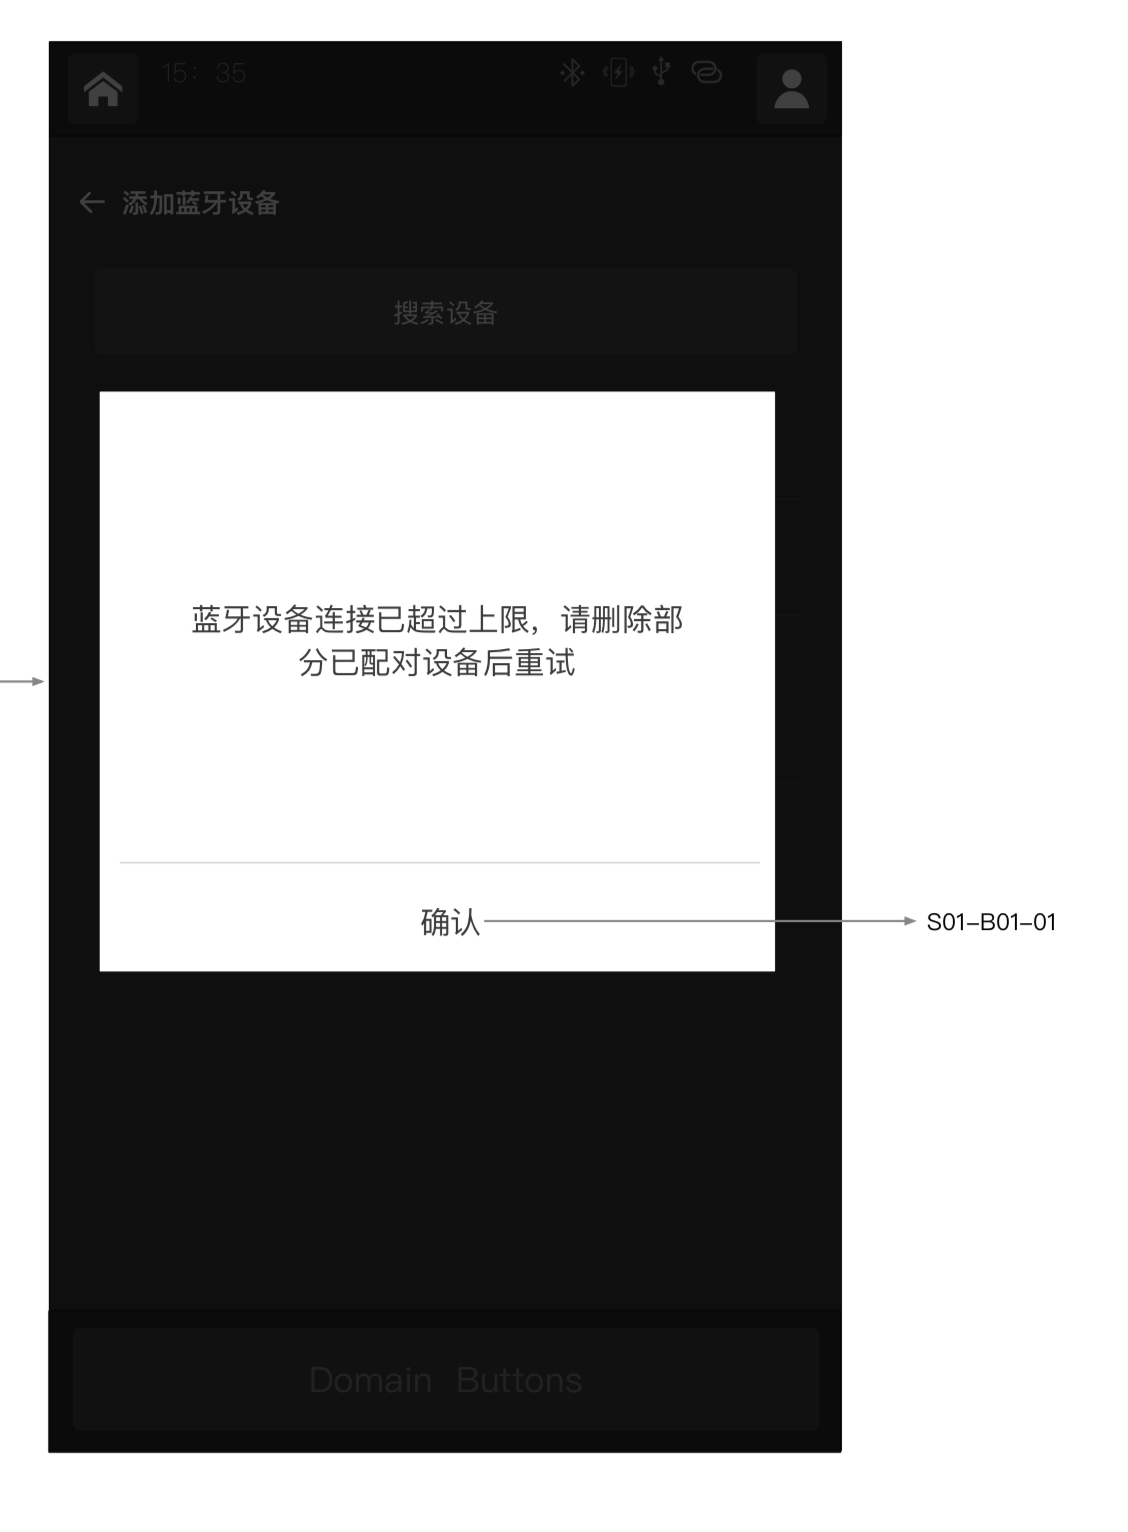 15: 35
添加蓝牙设备
搜索设备
蓝牙设备连接已超过上限，请删除部
分已配对设备后重试
确认
S01-B01-01
Domain Buttons